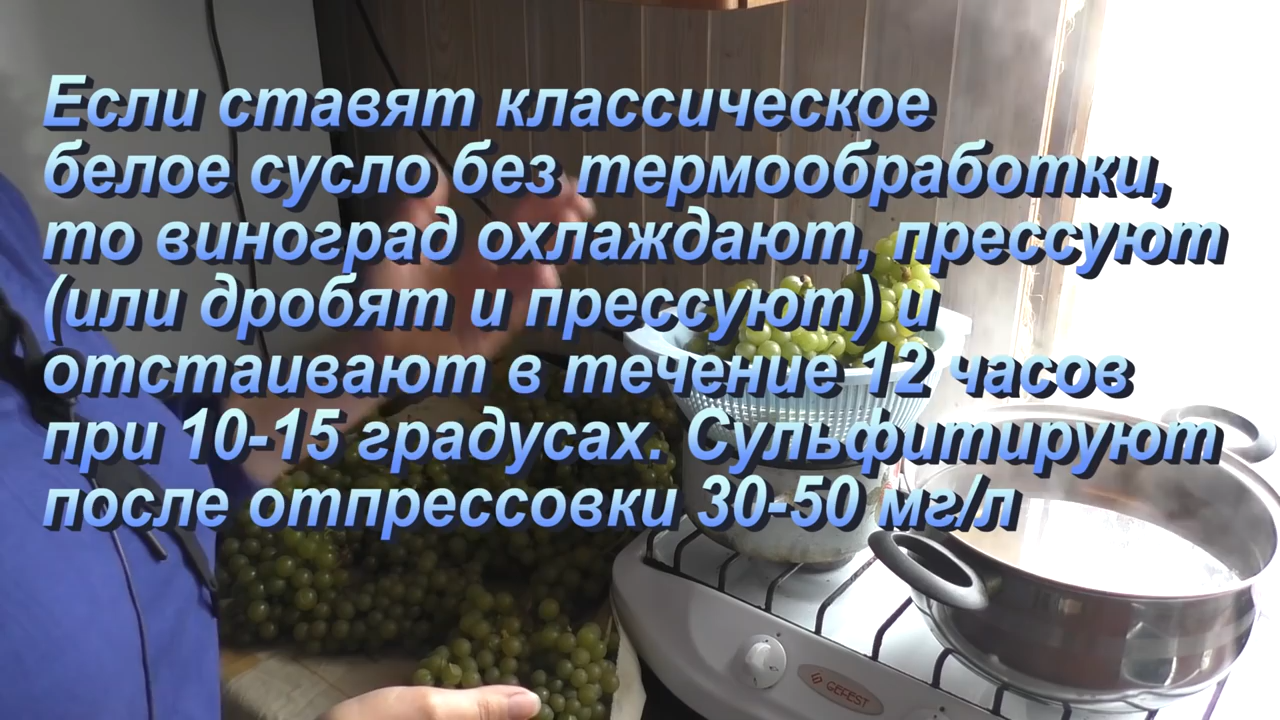 Если ставят классическое
белое сусло без термообработки,
то виноград охлаждают, прессуют
(или дробят и прессуют) и
отстаивают в течение 12 часов
при 10-15 градусах. Сульфитируют
после отпрессовки 30-50 мг/л
GEFEST